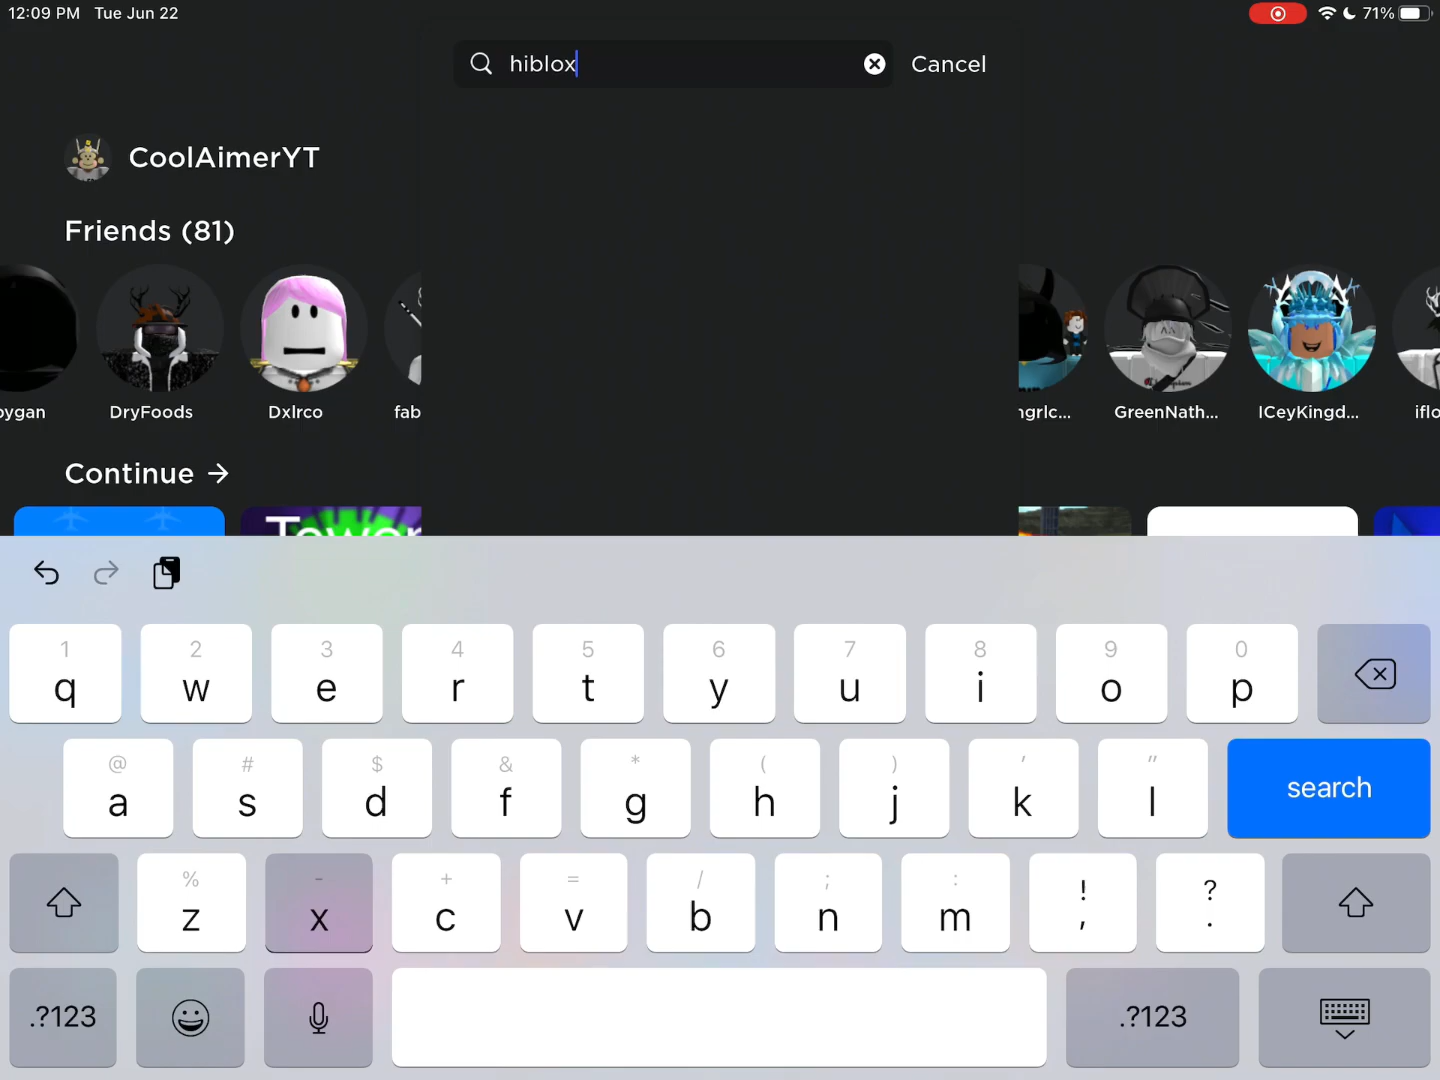 12:09 PM Tue Jun 22 71%
hiblox Cancel
CoolAimerYT
Friends (81)
DryFoods Dxlrco GreenNath... ICeyKingd...
Continue →
Tower
1 2 3 4 5 6 7 8 9 0
q w e r t y u i o p
@ # $ & * ( ) ' "
a s d f g h j k l search
% - + = / ; : ! ?
z x c v b n m , .
.?123 .?123